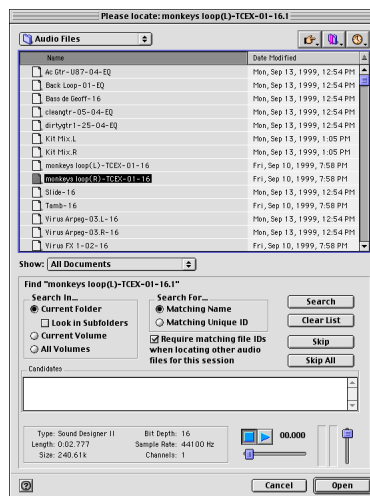 Please locate: monkeys loop(L)-TCEX-01-16.1
Audio Files
Name Date Modified
Ac Gtr-U87-04-EQ Mon, Sep 13, 1999, 12:54 PM
Back Loop-01-EQ Mon, Sep 13, 1999, 12:54 PM
Baso de Geoff-16 Mon, Sep 13, 1999, 12:54 PM
cleangtr-05-04-EQ Mon, Sep 13, 1999, 12:54 PM
dirtygtr1-25-04-EQ Mon, Sep 13, 1999, 12:54 PM
Kit Mix.L Mon, Sep 13, 1999, 1:05 PM
Kit Mix.R Mon, Sep 13, 1999, 1:05 PM
monkeys loop(L)-TCEX-01-16 Fri, Sep 10, 1999, 7:58 PM
monkeys loop(R)-TCEX-01-16 Fri, Sep 10, 1999, 7:58 PM
Slide-16 Mon, Sep 13, 1999, 12:54 PM
Tamb-16 Fri, Sep 10, 1999, 7:58 PM
Virus Arpeg-03.L-16 Mon, Sep 13, 1999, 12:54 PM
Virus Arpeg-03.R-16 Mon, Sep 13, 1999, 12:54 PM
Virus FX 1-02-16 Fri, Sep 10, 1999, 7:58 PM
Show: All Documents
Find "monkeys loop(L)-TCEX-01-16.1"
Search In... Search For... Search
Current Folder Matching Name
Look in Subfolders Matching Unique ID Clear List
Current Volume Require matching file IDs Skip
All Volumes when locating other audio
files for this session Skip All
Candidates
Type: Sound Designer II Bit Depth: 16 00.000
Length: 0:02.777 Sample Rate: 44100 Hz
Size: 240.61k Channels: 1
Cancel Open